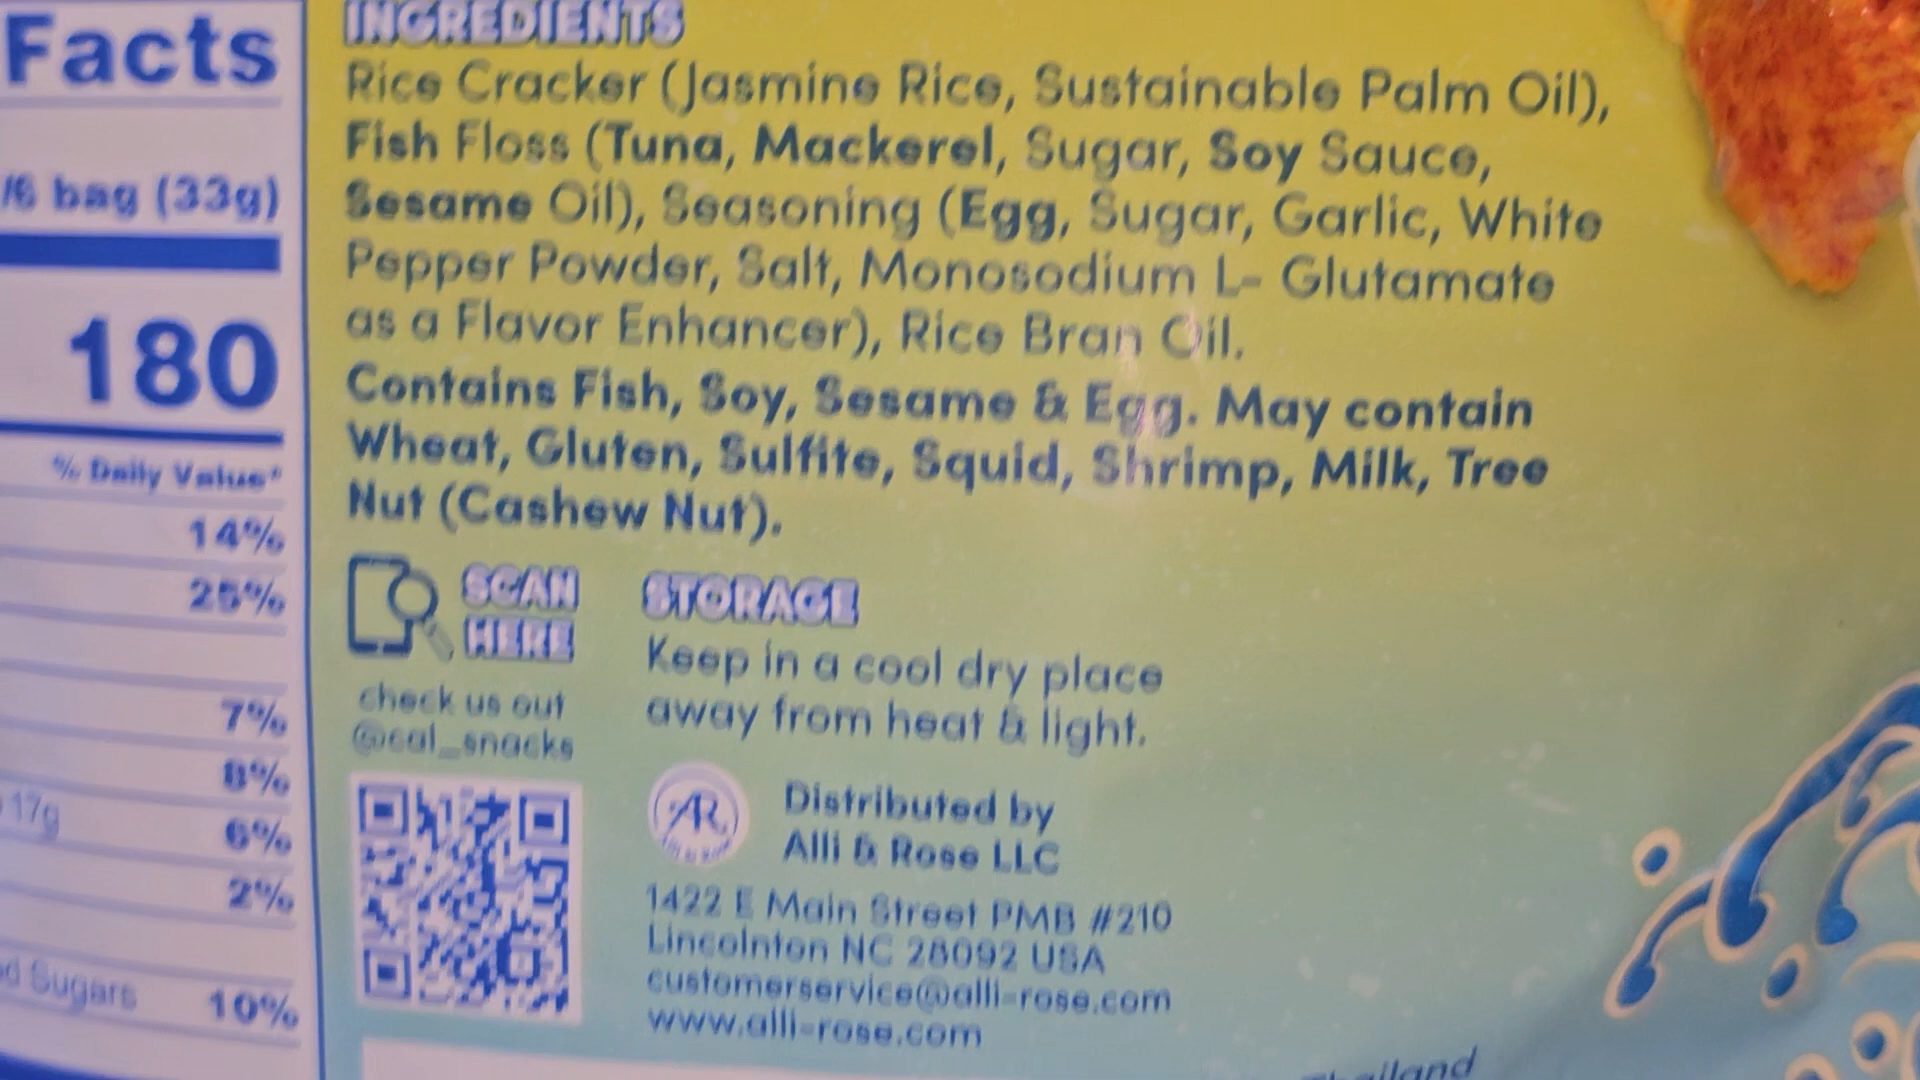 Facts
/6 bag (33g)
180
% Daily Value*
14%
25%
7%
8%
17g
6%
2%
d Sugars 10%
INGREDIENTS
Rice Cracker (Jasmine Rice, Sustainable Palm Oil),
Fish Floss (Tuna, Mackerel, Sugar, Soy Sauce,
Sesame Oil), Seasoning (Egg, Sugar, Garlic, White
Pepper Powder, Salt, Monosodium L- Glutamate
as a Flavor Enhancer), Rice Bran Oil.
Contains Fish, Soy, Sesame & Egg. May contain
Wheat, Gluten, Sulfite, Squid, Shrimp, Milk, Tree
Nut (Cashew Nut).
SCAN
HERE
check us out
@cal_snacks
STORAGE
Keep in a cool dry place
away from heat & light.
AR
Distributed by
Alli & Rose LLC
1422 E Main Street PMB #210
Lincolnton NC 28092 USA
customerservice@alli-rose.com
www.alli-rose.com
Thailand